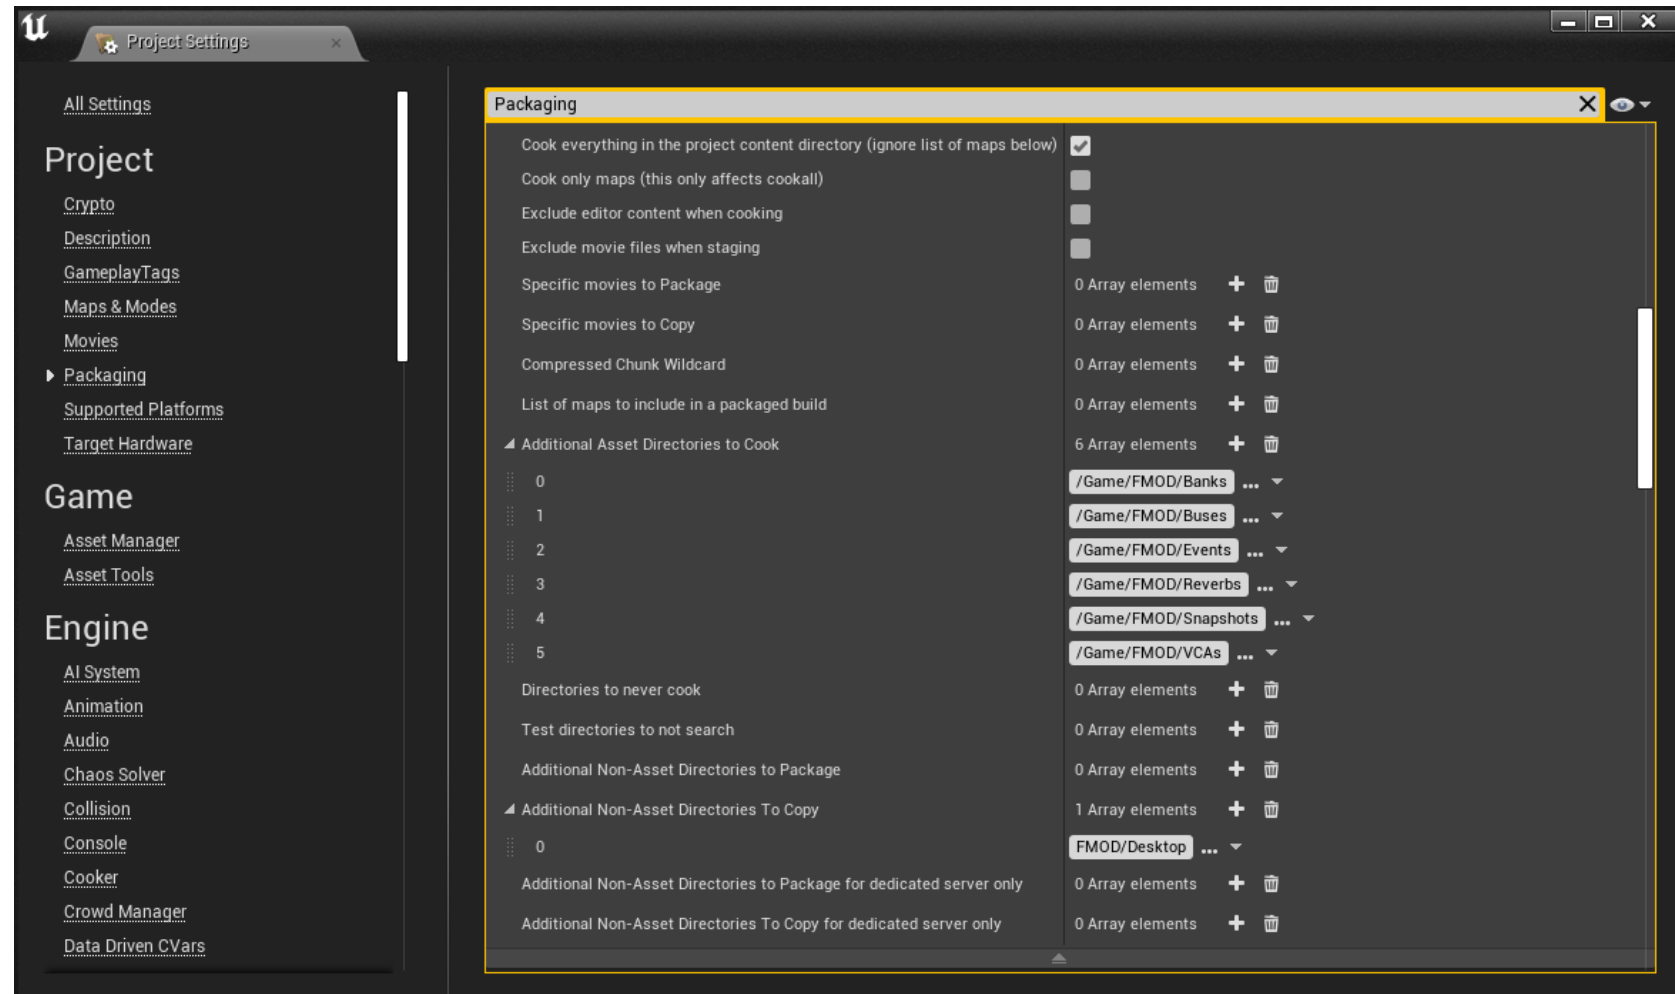 Project Settings
All Settings
Project
Crypto
Description
GameplayTags
Maps & Modes
Movies
Packaging
Supported Platforms
Target Hardware
Game
Asset Manager
Asset Tools
Engine
AI System
Animation
Audio
Chaos Solver
Collision
Console
Cooker
Crowd Manager
Data Driven CVars
Packaging
Cook everything in the project content directory (ignore list of maps below)
Cook only maps (this only affects cookall)
Exclude editor content when cooking
Exclude movie files when staging
Specific movies to Package 0 Array elements
Specific movies to Copy 0 Array elements
Compressed Chunk Wildcard 0 Array elements
List of maps to include in a packaged build 0 Array elements
Additional Asset Directories to Cook 6 Array elements
0 /Game/FMOD/Banks ...
1 /Game/FMOD/Buses ...
2 /Game/FMOD/Events ...
3 /Game/FMOD/Reverbs ...
4 /Game/FMOD/Snapshots ...
5 /Game/FMOD/VCAs ...
Directories to never cook 0 Array elements
Test directories to not search 0 Array elements
Additional Non-Asset Directories to Package 0 Array elements
Additional Non-Asset Directories To Copy 1 Array elements
0 FMOD/Desktop ...
Additional Non-Asset Directories to Package for dedicated server only 0 Array elements
Additional Non-Asset Directories To Copy for dedicated server only 0 Array elements